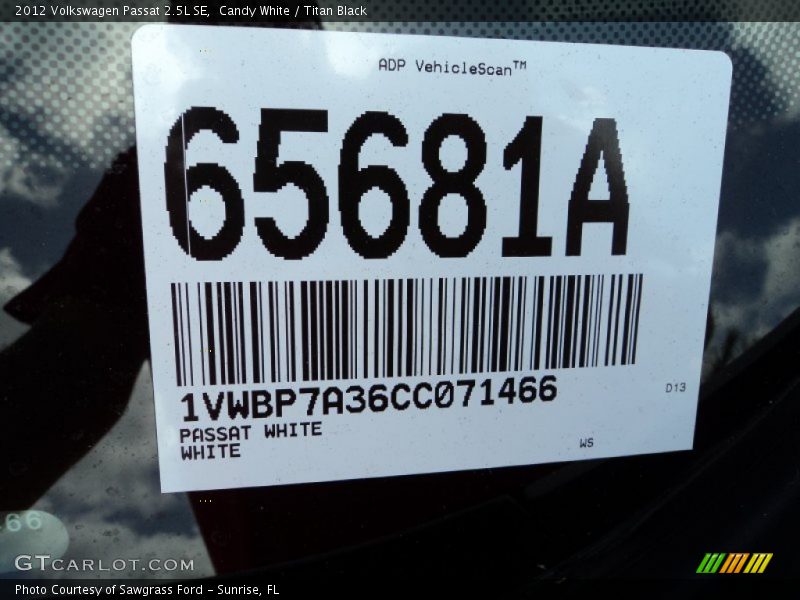 2012 Volkswagen Passat 2.5L SE,  Candy White / Titan Black
ADP VehicleScan™
65681A
1VWBP7A36CC071466
D13
PASSAT WHITE
WHITE
WS
466
GTCARLOT.COM
Photo Courtesy of Sawgrass Ford - Sunrise, FL